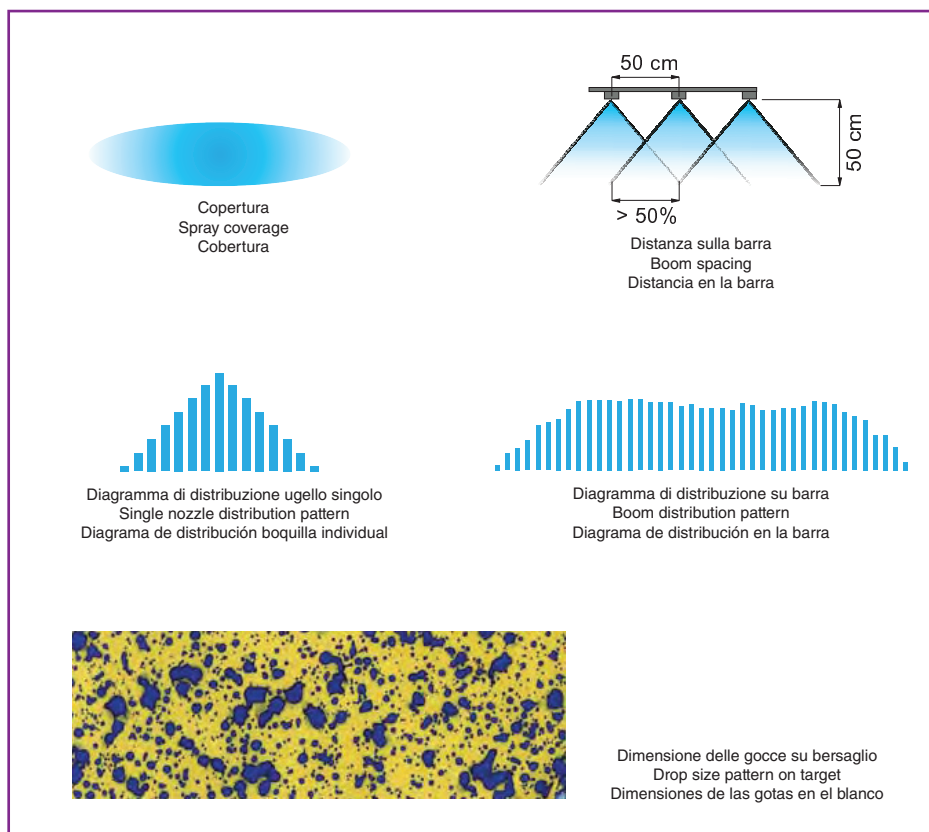 50 cm
50 cm
> 50%
Copertura
Spray coverage
Cobertura
Distanza sulla barra
Boom spacing
Distancia en la barra
Diagramma di distribuzione ugello singolo
Single nozzle distribution pattern
Diagrama de distribución boquilla individual
Diagramma di distribuzione su barra
Boom distribution pattern
Diagrama de distribución en la barra
Dimensione delle gocce su bersaglio
Drop size pattern on target
Dimensiones de las gotas en el blanco